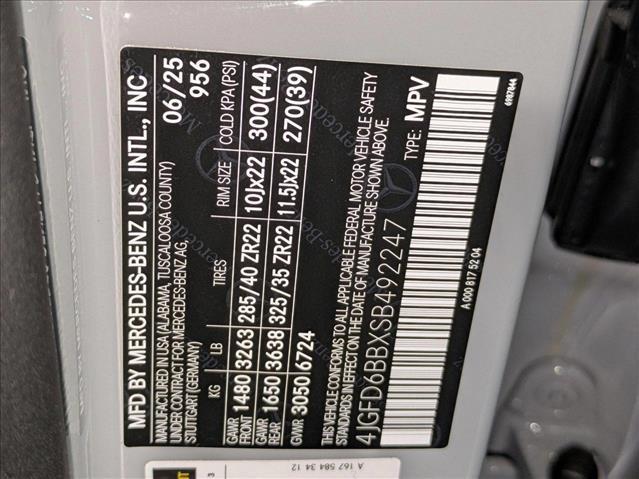 MFD BY MERCEDES-BENZ U.S. INTL., INC
MANUFACTURED IN USA (ALABAMA, TUSCALOOSA COUNTY) 06/25
UNDER CONTRACT FOR MERCEDES-BENZ AG, 956
STUTTGART (GERMANY)
KG LB TIRES RIM SIZE COLD KPA (PSI)
GAWR FRONT 1480 3263 285/40 ZR22 10Jx22 300(44)
GAWR REAR 1650 3638 325/35 ZR22 11.5Jx22 270(39)
GVWR 3050 6724
THIS VEHICLE CONFORMS TO ALL APPLICABLE FEDERAL MOTOR VEHICLE SAFETY
STANDARDS IN EFFECT ON THE DATE OF MANUFACTURE SHOWN ABOVE.
4JGFD6BBXSB492247 TYPE: MPV
A 000 817 52 04 6987044
A 167 584 34 12
3